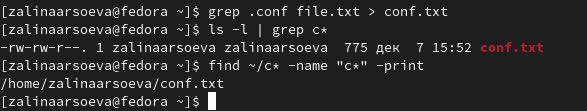 [zalinaarsoeva@fedora ~]$ grep .conf file.txt > conf.txt
[zalinaarsoeva@fedora ~]$ ls -l | grep c*
-rw-rw-r--. 1 zalinaarsoeva zalinaarsoeva  775 дек  7 15:52 conf.txt
[zalinaarsoeva@fedora ~]$ find ~/c* -name "c*" -print
/home/zalinaarsoeva/conf.txt
[zalinaarsoeva@fedora ~]$